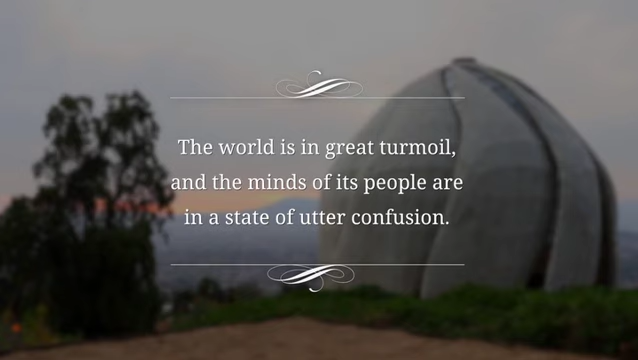 The world is in great turmoil,
and the minds of its people are
in a state of utter confusion.